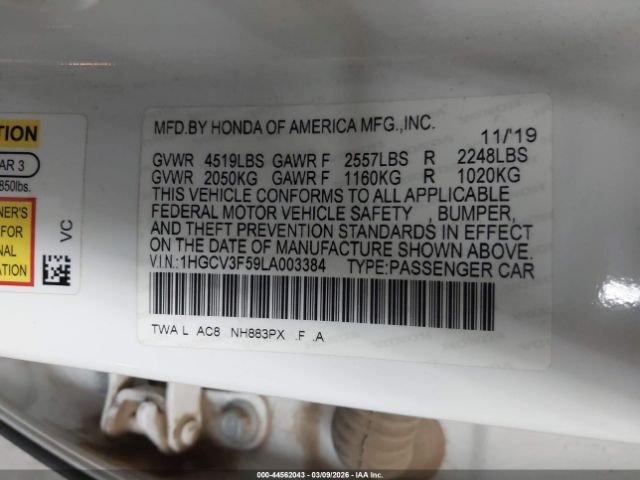 TION
AR 3
850lbs.
NER'S
FOR
NAL
ATION
VC
MFD.BY HONDA OF AMERICA MFG.,INC.
11/'19
GVWR 4519LBS GAWR F 2557LBS R 2248LBS
GVWR 2050KG GAWR F 1160KG R 1020KG
THIS VEHICLE CONFORMS TO ALL APPLICABLE
FEDERAL MOTOR VEHICLE SAFETY , BUMPER,
AND THEFT PREVENTION STANDARDS IN EFFECT
ON THE DATE OF MANUFACTURE SHOWN ABOVE.
VIN:1HGCV3F59LA003384 TYPE:PASSENGER CAR
TWA L AC8 NH883PX .F .A
000-44562043 | 03/09/2026 | IAAI Inc.